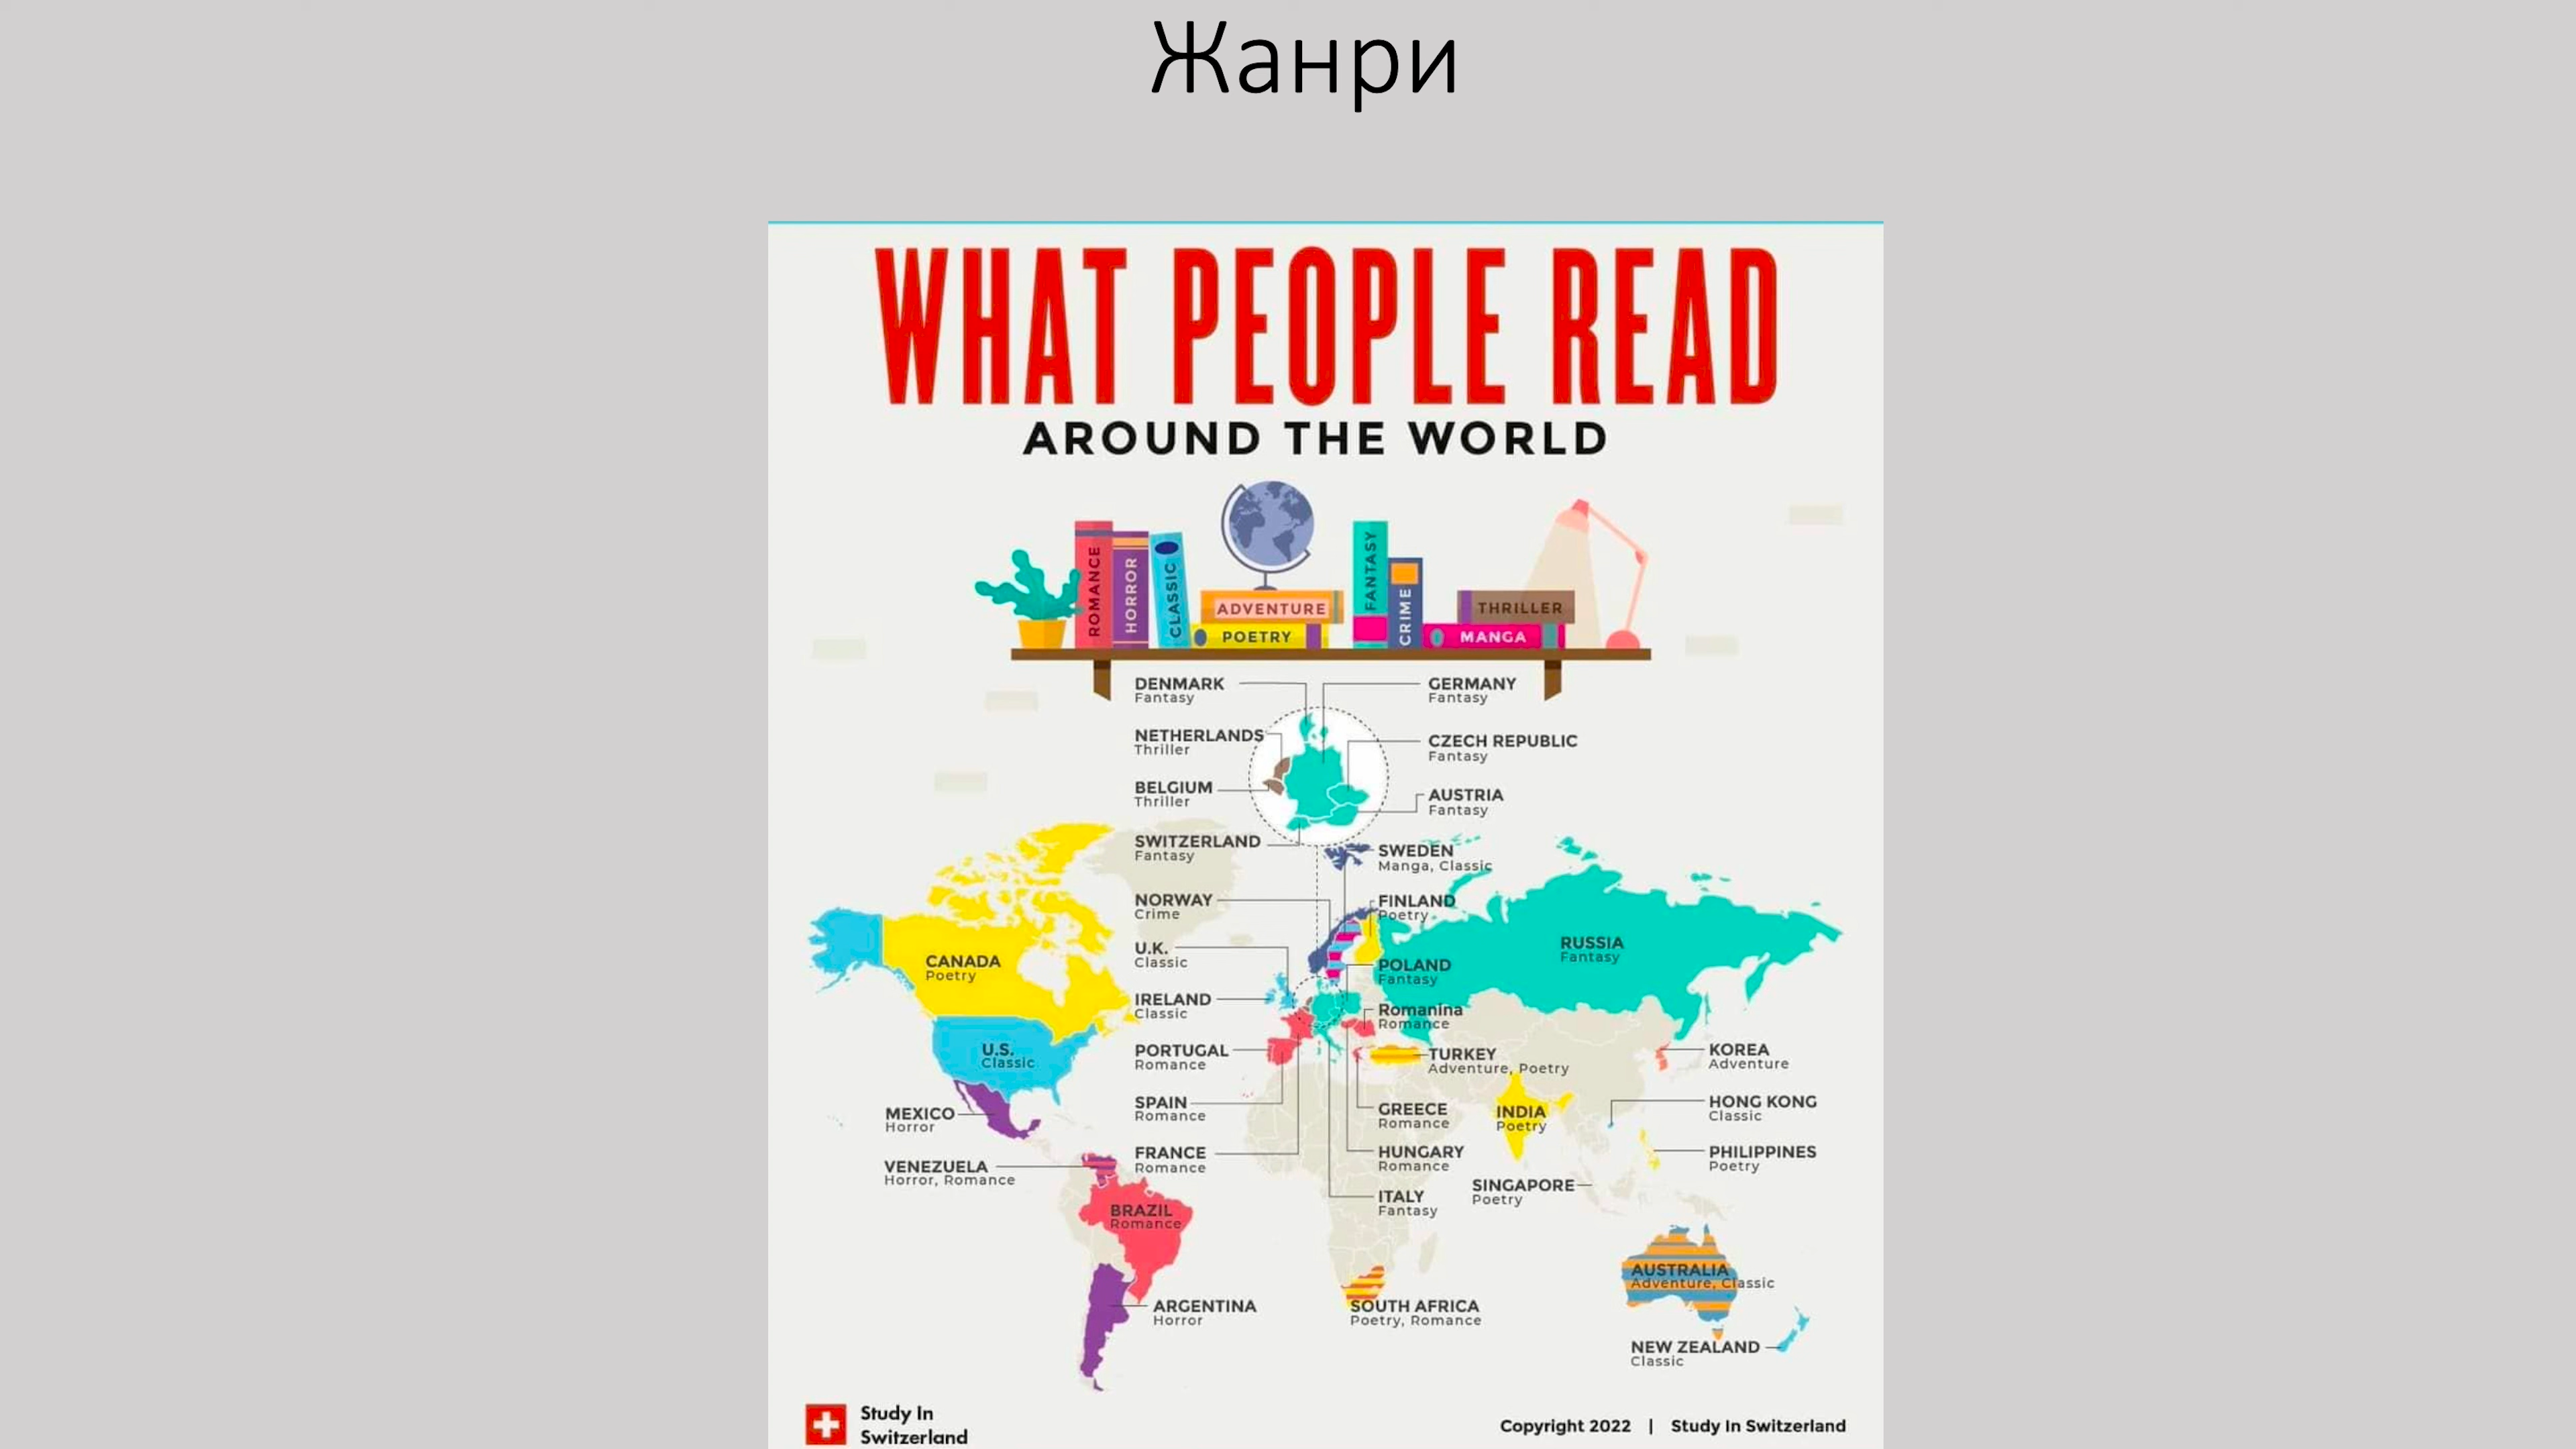 Жанри
WHAT PEOPLE READ
AROUND THE WORLD
ROMANCE
HORROR
CLASSIC
ADVENTURE
POETRY
FANTASY
CRIME
THRILLER
MANGA
DENMARK
Fantasy
GERMANY
Fantasy
NETHERLANDS
Thriller
CZECH REPUBLIC
Fantasy
BELGIUM
Thriller
AUSTRIA
Fantasy
SWITZERLAND
Fantasy
SWEDEN
Manga, Classic
NORWAY
Crime
FINLAND
Poetry
RUSSIA
Fantasy
CANADA
Poetry
U.K.
Classic
POLAND
Fantasy
IRELAND
Classic
Romanina
Romance
U.S.
Classic
PORTUGAL
Romance
TURKEY
Adventure, Poetry
KOREA
Adventure
MEXICO
Horror
SPAIN
Romance
GREECE
Romance
INDIA
Poetry
HONG KONG
Classic
VENEZUELA
Horror, Romance
FRANCE
Romance
HUNGARY
Romance
PHILIPPINES
Poetry
SINGAPORE
Poetry
ITALY
Fantasy
BRAZIL
Romance
AUSTRALIA
Adventure, Classic
ARGENTINA
Horror
SOUTH AFRICA
Poetry, Romance
NEW ZEALAND
Classic
Study In
Switzerland
Copyright 2022 | Study In Switzerland